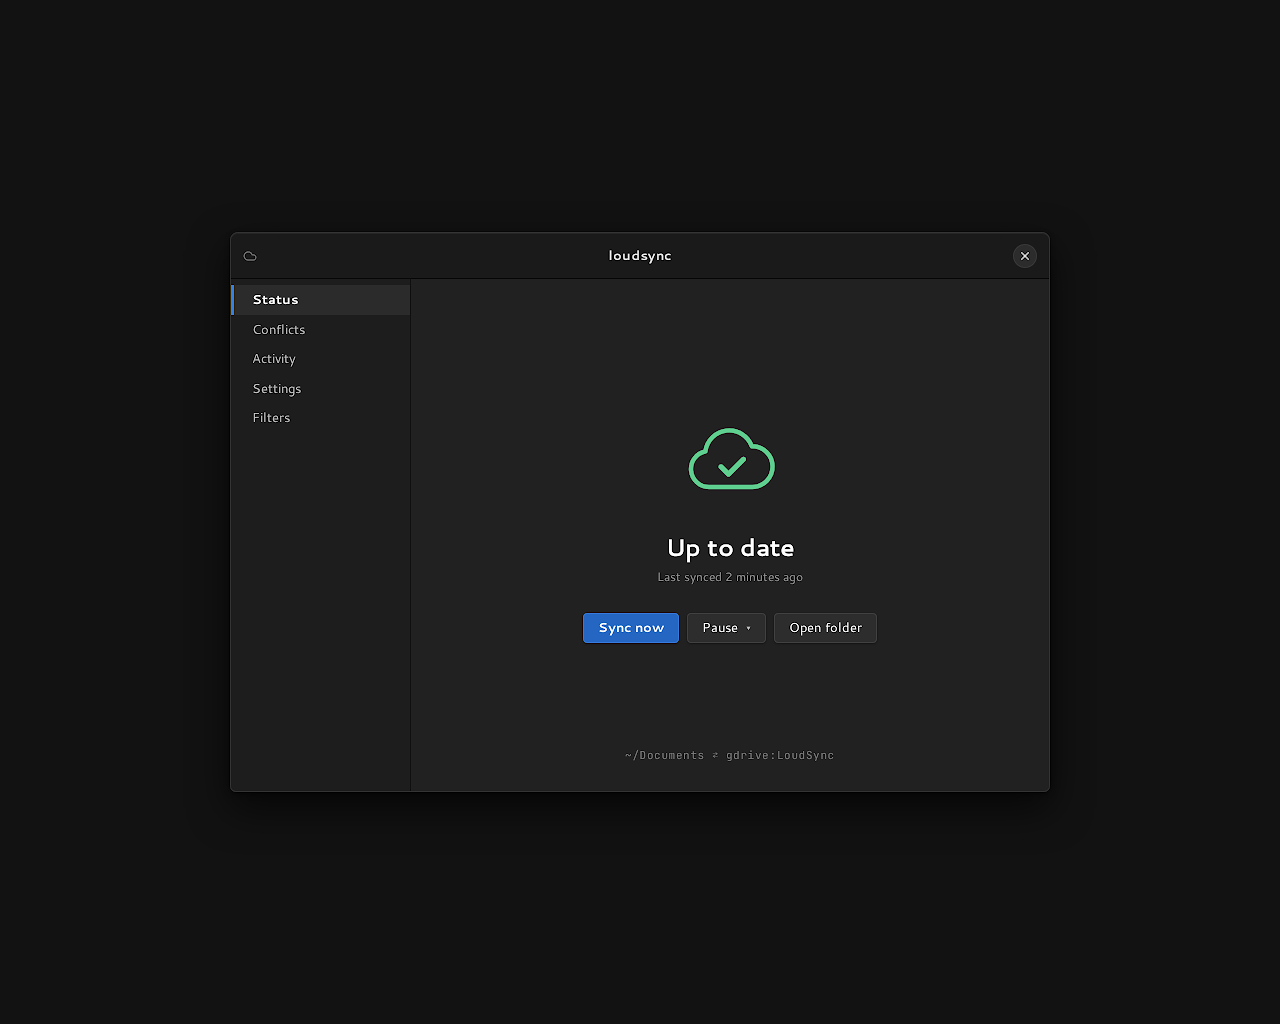 loudsync
Status
Conflicts
Activity
Settings
Filters
Up to date
Last synced 2 minutes ago
Sync now Pause ▾ Open folder
~/Documents ⇄ gdrive:LoudSync